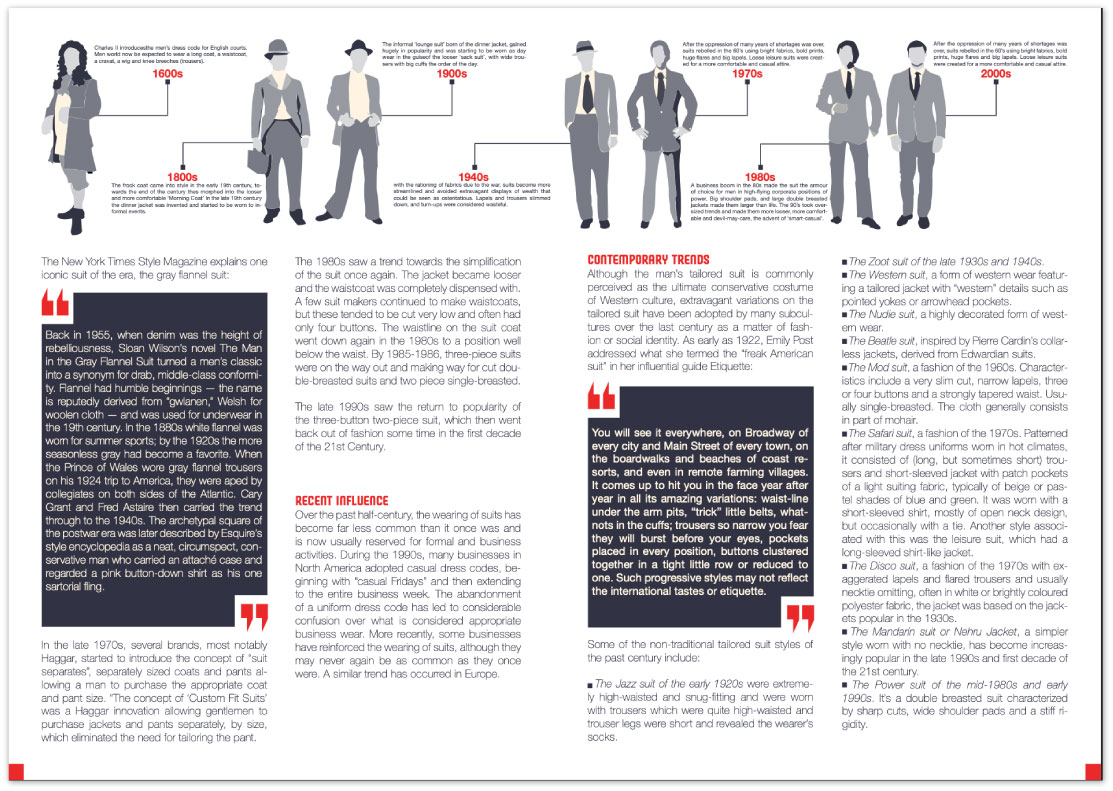 Charles II Introducesthe men's dress code for English courts.
Men world now be expected to wear a long coat, a waistcoat,
a cravat, a wig and knee breeches (trousers).
1600s
1800s
The frock coat came into style in the early 19th century, to-
wards the end of the century thes morphed into the looser
and more comfortable 'Morning Coat' in the late 19th century
the dinner jacket was invented and started to be worn to in-
formal events.
The informal 'lounge suit' born of the dinner jacket, gained
hugely in popularity and was starting to be worn as day
wear in the guiseof the looser 'sack suit', with wide trou-
sers with big cuffs the order of the day.
1900s
1940s
with the rationing of fabrics due to the war, suits become more
streamlined and avoided extravagant displays of wealth that
could be seen as ostentatious. Lapels and trousers slimmed
down, and turn-ups were considered wasteful.
After the oppression of many years of shortages was over,
suits rebelled in the 60's using bright fabrics, bold prints,
huge flares and big lapels. Loose leisure suits were creat-
ed for a more comfortable and casual attire.
1970s
1980s
A business boom in the 80s made the suit the armour
of choice for men in high-flying corporate positions of
power. Big shoulder pads, and large double breasted
jackets made them larger than life. The 90's took over-
sized trends and made them more looser, more comfort-
able and devil-may-care, the advent of 'smart-casual'.
After the oppression of many years of shortages was
over, suits rebelled in the 60's using bright fabrics, bold
prints, huge flares and big lapels. Loose leisure suits
were created for a more comfortable and casual attire.
2000s
The New York Times Style Magazine explains one
iconic suit of the era, the gray flannel suit:
Back in 1955, when denim was the height of
rebelliousness, Sloan Wilson's novel The Man
in the Gray Flannel Suit turned a men's classic
into a synonym for drab, middle-class conformi-
ty. Flannel had humble beginnings — the name
is reputedly derived from "gwlanen," Welsh for
woolen cloth — and was used for underwear in
the 19th century. In the 1880s white flannel was
worn for summer sports; by the 1920s the more
seasonless gray had become a favorite. When
the Prince of Wales wore gray flannel trousers
on his 1924 trip to America, they were aped by
collegiates on both sides of the Atlantic. Cary
Grant and Fred Astaire then carried the trend
through to the 1940s. The archetypal square of
the postwar era was later described by Esquire's
style encyclopedia as a neat, circumspect, con-
servative man who carried an attaché case and
regarded a pink button-down shirt as his one
sartorial fling.
In the late 1970s, several brands, most notably
Haggar, started to introduce the concept of "suit
separates", separately sized coats and pants al-
lowing a man to purchase the appropriate coat
and pant size. "The concept of 'Custom Fit Suits'
was a Haggar innovation allowing gentlemen to
purchase jackets and pants separately, by size,
which eliminated the need for tailoring the pant.
The 1980s saw a trend towards the simplification
of the suit once again. The jacket became looser
and the waistcoat was completely dispensed with.
A few suit makers continued to make waistcoats,
but these tended to be cut very low and often had
only four buttons. The waistline on the suit coat
went down again in the 1980s to a position well
below the waist. By 1985-1986, three-piece suits
were on the way out and making way for cut dou-
ble-breasted suits and two piece single-breasted.
The late 1990s saw the return to popularity of
the three-button two-piece suit, which then went
back out of fashion some time in the first decade
of the 21st Century.
RECENT INFLUENCE
Over the past half-century, the wearing of suits has
become far less common than it once was and
is now usually reserved for formal and business
activities. During the 1990s, many businesses in
North America adopted casual dress codes, be-
ginning with "casual Fridays" and then extending
to the entire business week. The abandonment
of a uniform dress code has led to considerable
confusion over what is considered appropriate
business wear. More recently, some businesses
have reinforced the wearing of suits, although they
may never again be as common as they once
were. A similar trend has occurred in Europe.
CONTEMPORARY TRENDS
Although the man's tailored suit is commonly
perceived as the ultimate conservative costume
of Western culture, extravagant variations on the
tailored suit have been adopted by many subcul-
tures over the last century as a matter of fash-
ion or social identity. As early as 1922, Emily Post
addressed what she termed the "freak American
suit" in her influential guide Etiquette:
You will see it everywhere, on Broadway of
every city and Main Street of every town, on
the boardwalks and beaches of coast re-
sorts, and even in remote farming villages.
It comes up to hit you in the face year after
year in all its amazing variations: waist-line
under the arm pits, "trick" little belts, what-
nots in the cuffs; trousers so narrow you fear
they will burst before your eyes, pockets
placed in every position, buttons clustered
together in a tight little row or reduced to
one. Such progressive styles may not reflect
the international tastes or etiquette.
Some of the non-traditional tailored suit styles of
the past century include:
■ The Jazz suit of the early 1920s were extreme-
ly high-waisted and snug-fitting and were worn
with trousers which were quite high-waisted and
trouser legs were short and revealed the wearer's
socks.
■ The Zoot suit of the late 1930s and 1940s.
■ The Western suit, a form of western wear featur-
ing a tailored jacket with "western" details such as
pointed yokes or arrowhead pockets.
■ The Nudie suit, a highly decorated form of west-
ern wear.
■ The Beatle suit, inspired by Pierre Cardin's collar-
less jackets, derived from Edwardian suits.
■ The Mod suit, a fashion of the 1960s. Character-
istics include a very slim cut, narrow lapels, three
or four buttons and a strongly tapered waist. Usu-
ally single-breasted. The cloth generally consists
in part of mohair.
■ The Safari suit, a fashion of the 1970s. Patterned
after military dress uniforms worn in hot climates,
it consisted of (long, but sometimes short) trou-
sers and short-sleeved jacket with patch pockets
of a light suiting fabric, typically of beige or pas-
tel shades of blue and green. It was worn with a
short-sleeved shirt, mostly of open neck design,
but occasionally with a tie. Another style associ-
ated with this was the leisure suit, which had a
long-sleeved shirt-like jacket.
■ The Disco suit, a fashion of the 1970s with ex-
aggerated lapels and flared trousers and usually
necktie omitting, often in white or brightly coloured
polyester fabric, the jacket was based on the jack-
ets popular in the 1930s.
■ The Mandarin suit or Nehru Jacket, a simpler
style worn with no necktie, has become increas-
ingly popular in the late 1990s and first decade of
the 21st century.
■ The Power suit of the mid-1980s and early
1990s. It's a double breasted suit characterized
by sharp cuts, wide shoulder pads and a stiff ri-
gidity.